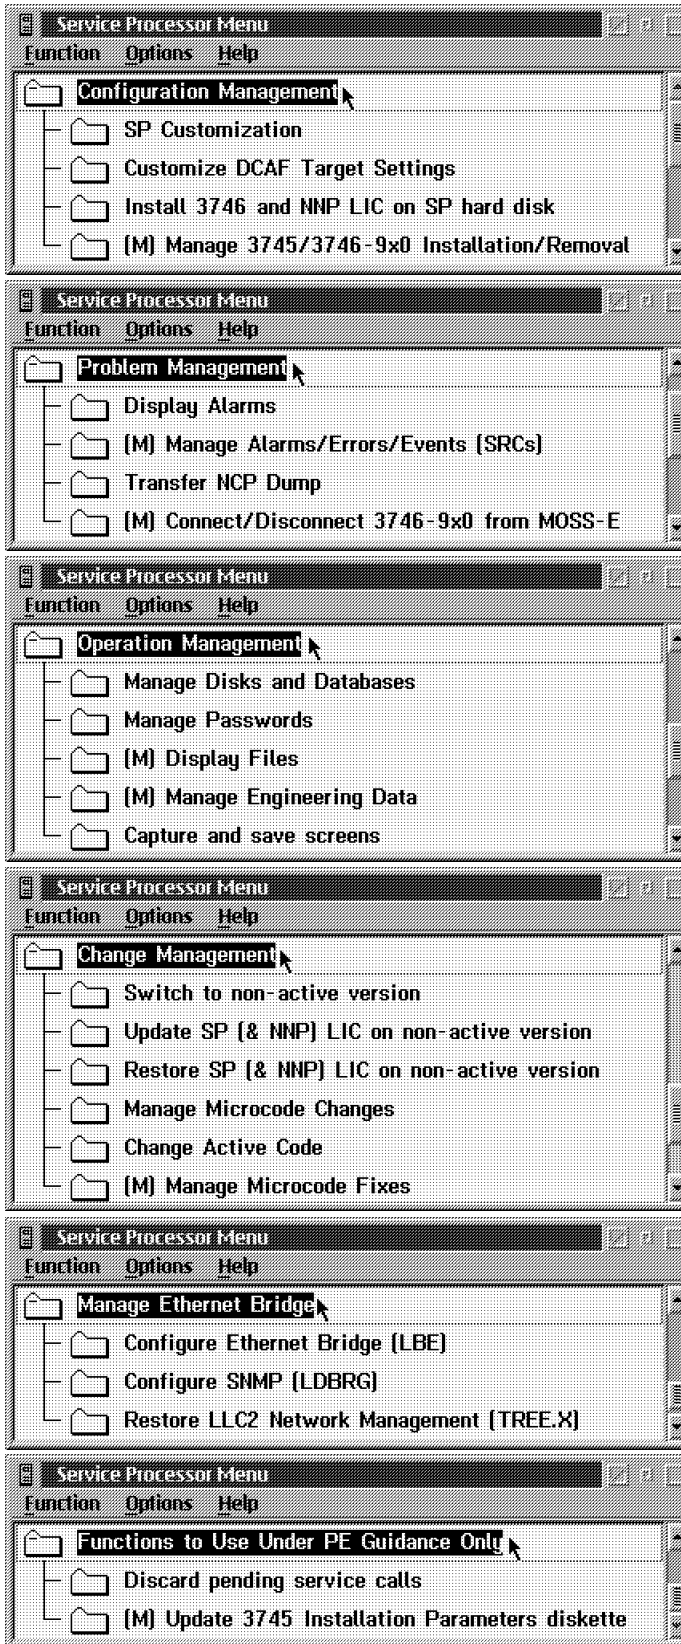 Service Processor Menu
Function Options Help
Configuration Management
SP Customization
Customize DCAF Target Settings
Install 3746 and NNP LIC on SP hard disk
(M) Manage 3745/3746-9x0 Installation/Removal
Service Processor Menu
Function Options Help
Problem Management
Display Alarms
(M) Manage Alarms/Errors/Events (SRCs)
Transfer NCP Dump
(M) Connect/Disconnect 3746-9x0 from MOSS-E
Service Processor Menu
Function Options Help
Operation Management
Manage Disks and Databases
Manage Passwords
(M) Display Files
(M) Manage Engineering Data
Capture and save screens
Service Processor Menu
Function Options Help
Change Management
Switch to non-active version
Update SP (& NNP) LIC on non-active version
Restore SP (& NNP) LIC on non-active version
Manage Microcode Changes
Change Active Code
(M) Manage Microcode Fixes
Service Processor Menu
Function Options Help
Manage Ethernet Bridge
Configure Ethernet Bridge (LBE)
Configure SNMP (LDBRG)
Restore LLC2 Network Management (TREE.X)
Service Processor Menu
Function Options Help
Functions to Use Under PE Guidance Only
Discard pending service calls
(M) Update 3745 Installation Parameters diskette